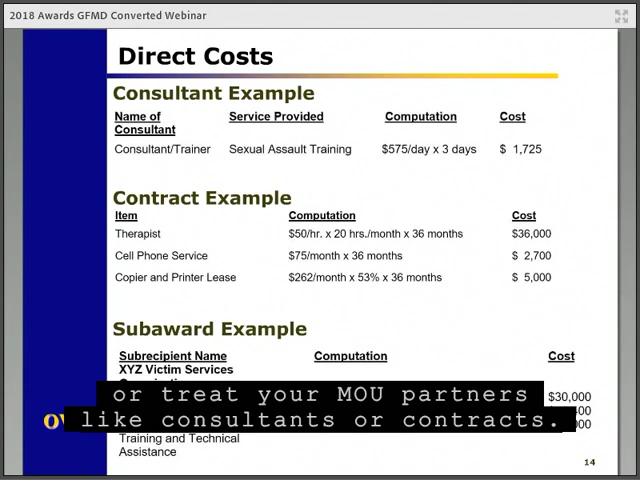 2018 Awards GFMD Converted Webinar
Direct Costs
Consultant Example
Name of Consultant Service Provided Computation Cost
Consultant/Trainer Sexual Assault Training $575/day x 3 days $ 1,725
Contract Example
Item Computation Cost
Therapist $50/hr. x 20 hrs./month x 36 months $36,000
Cell Phone Service $75/month x 36 months $ 2,700
Copier and Printer Lease $262/month x 53% x 36 months $ 5,000
Subaward Example
Subrecipient Name Computation Cost
XYZ Victim Services
$30,000
or treat your MOU partners
like consultants or contracts.
Training and Technical
Assistance
14